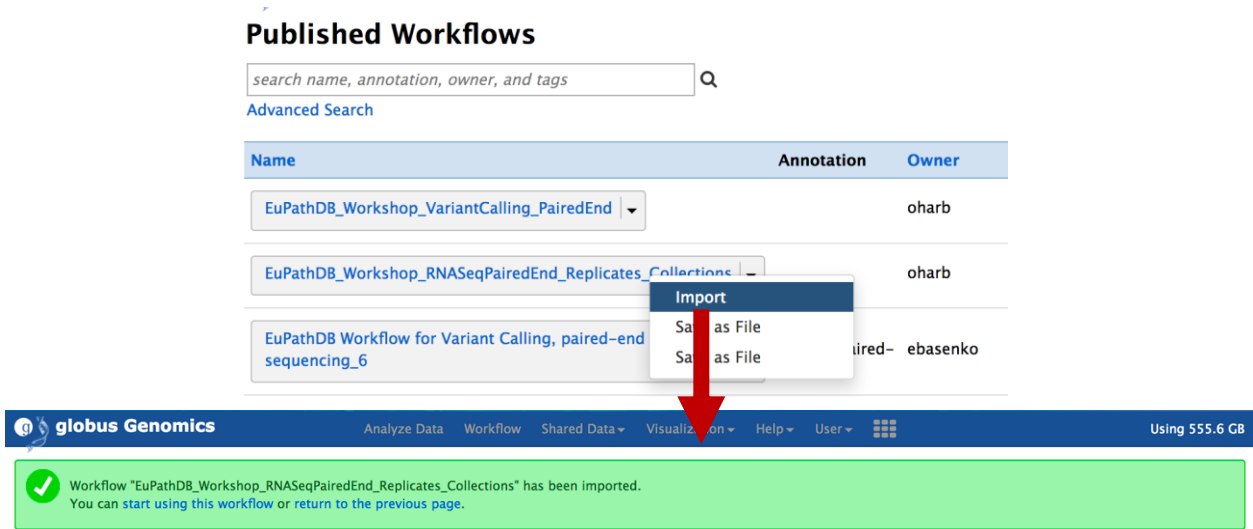 Published Workflows
search name, annotation, owner, and tags
Advanced Search
Name Annotation Owner
EuPathDB_Workshop_VariantCalling_PairedEnd oharb
EuPathDB_Workshop_RNASeqPairedEnd_Replicates_Collections oharb
Import
Save as File
EuPathDB Workflow for Variant Calling, paired-end
sequencing_6 ebasenko
Save as File
globus Genomics Analyze Data Workflow Shared Data Visualization Help User Using 555.6 GB
Workflow "EuPathDB_Workshop_RNASeqPairedEnd_Replicates_Collections" has been imported.
You can start using this workflow or return to the previous page.